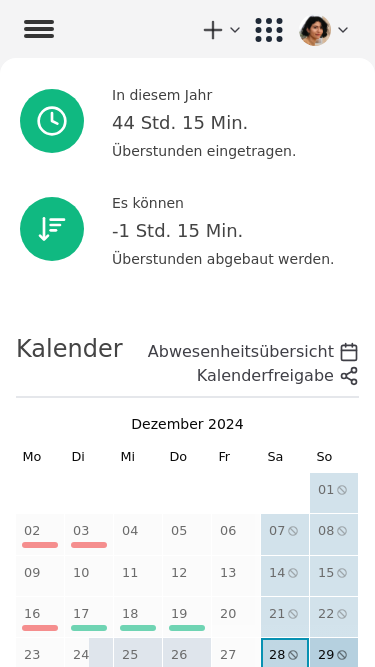 In diesem Jahr
44 Std. 15 Min.
Überstunden eingetragen.
Es können
-1 Std. 15 Min.
Überstunden abgebaut werden.
Kalender
Abwesenheitsübersicht
Kalenderfreigabe
Dezember 2024
Mo Di Mi Do Fr Sa So
01
02 03 04 05 06 07 08
09 10 11 12 13 14 15
16 17 18 19 20 21 22
23 24 25 26 27 28 29